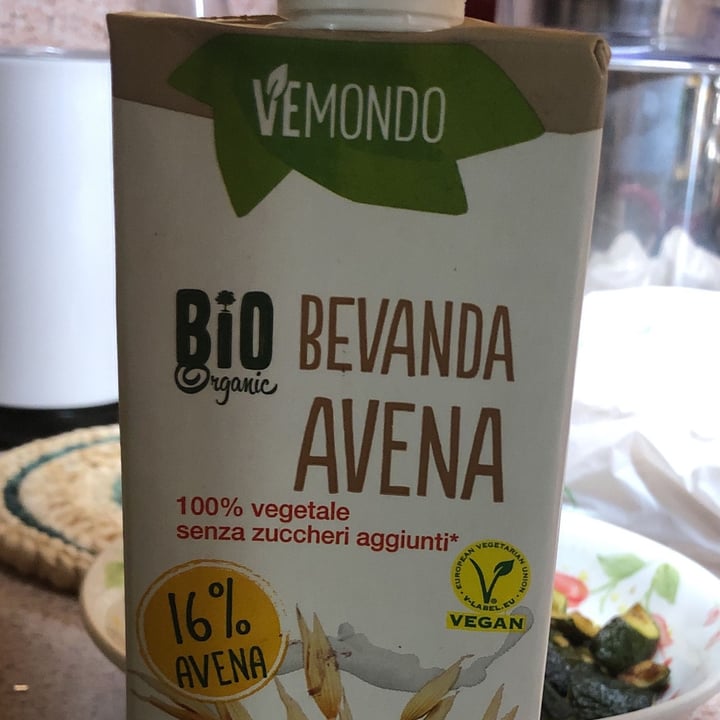 VEMONDO
BiO
Organic
BEVANDA
AVENA
100% vegetale
senza zuccheri aggiunti*
16%
AVENA
EUROPEAN VEGETARIAN UNION
V-LABEL.EU
VEGAN